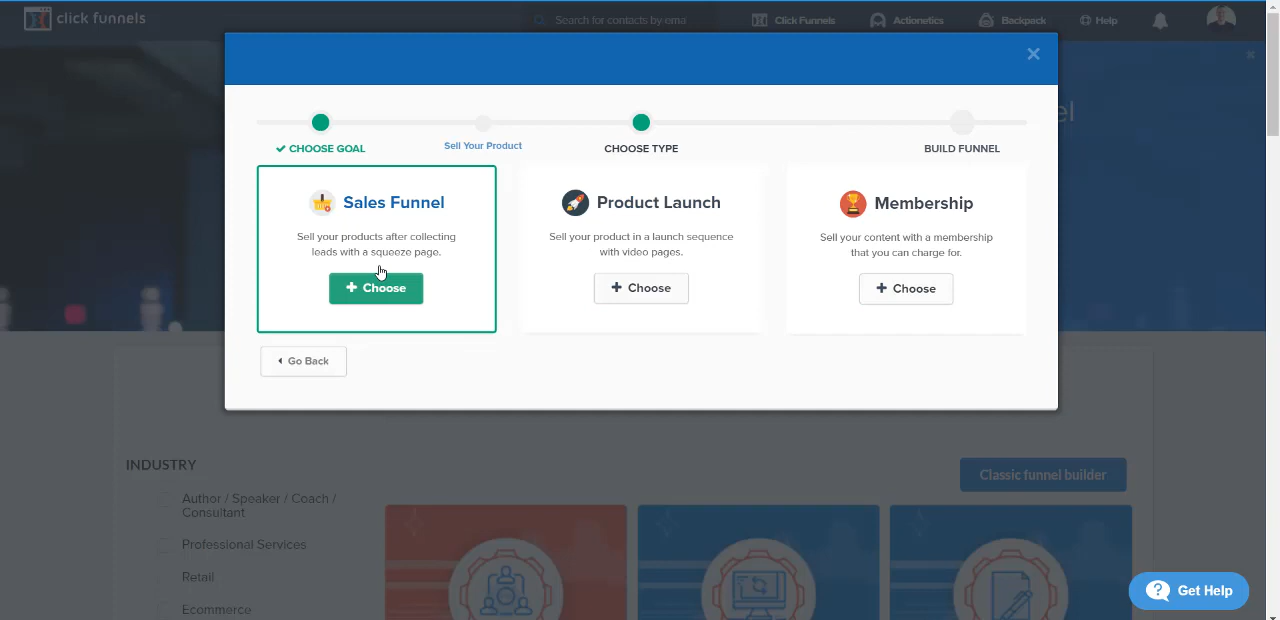 click funnels
Search for contacts by ema
Click Funnels
Actionetics
Backpack
Help
CHOOSE GOAL
Sell Your Product
CHOOSE TYPE
BUILD FUNNEL
Sales Funnel
Sell your products after collecting
leads with a squeeze page.
+ Choose
Product Launch
Sell your product in a launch sequence
with video pages.
+ Choose
Membership
Sell your content with a membership
that you can charge for.
+ Choose
Go Back
INDUSTRY
Classic funnel builder
Author / Speaker / Coach /
Consultant
Professional Services
Retail
Ecommerce
? Get Help